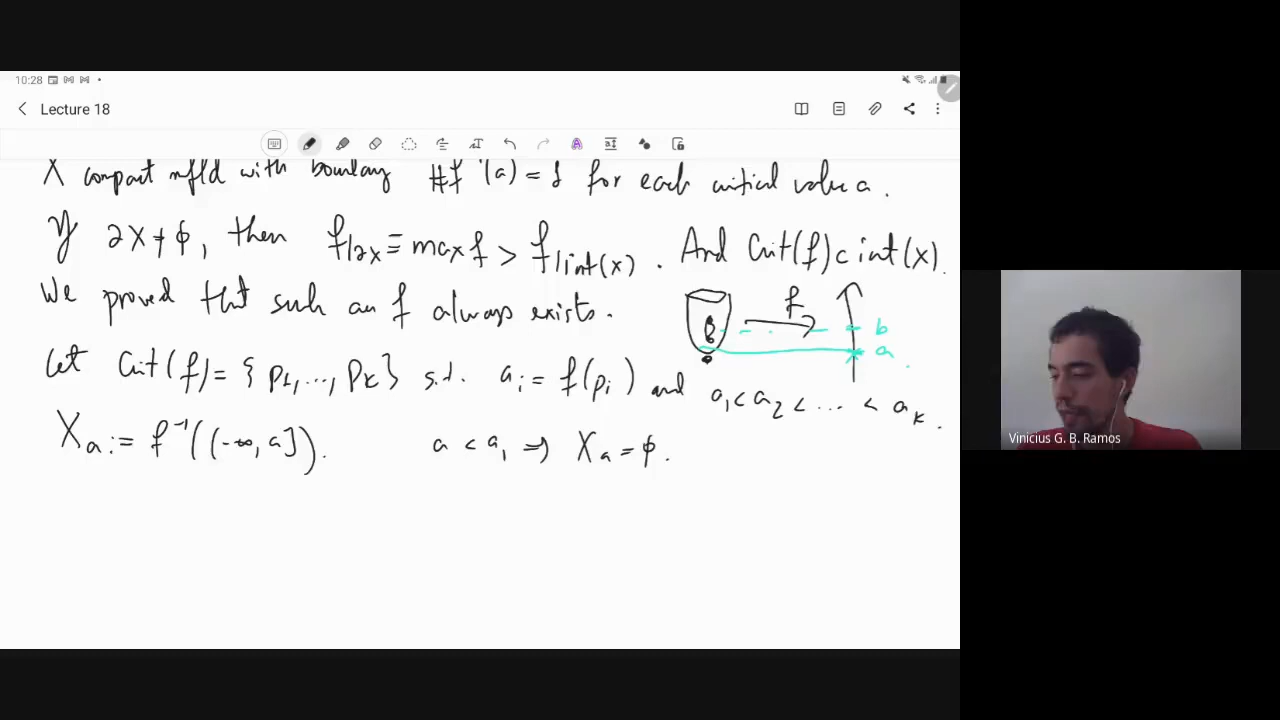 10:28
Lecture 18
X compact mfld with boundary #f⁻¹(a) = 1 for each critical value a.
If ∂X ≠ ∅, then f|∂X ≡ max f > f|int(X). And Crit(f) ⊂ int(X).
We proved that such an f always exists.
f
b
a
Let Crit(f) = {p₁, ..., pₖ} s.t. aᵢ := f(pᵢ) and a₁ < a₂ < ... < aₖ.
Xₐ := f⁻¹((-∞, a]). a < a₁ ⇒ Xₐ = ∅.
Vinicius G. B. Ramos